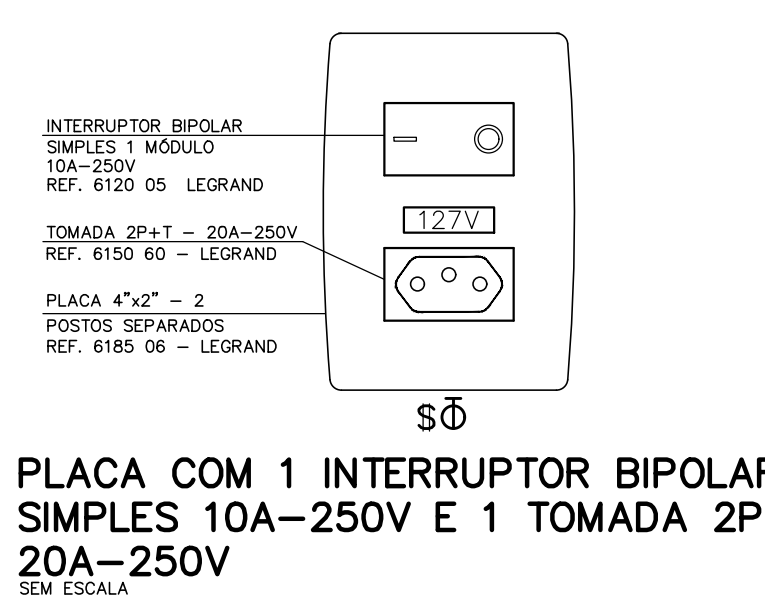 INTERRUPTOR BIPOLAR
SIMPLES 1 MÓDULO
10A-250V
REF. 6120 05 LEGRAND
127V
TOMADA 2P+T - 20A-250V
REF. 6150 60 - LEGRAND
PLACA 4"x2" - 2
POSTOS SEPARADOS
REF. 6185 06 - LEGRAND
$
PLACA COM 1 INTERRUPTOR BIPOLAR
SIMPLES 10A-250V E 1 TOMADA 2P
20A-250V
SEM ESCALA